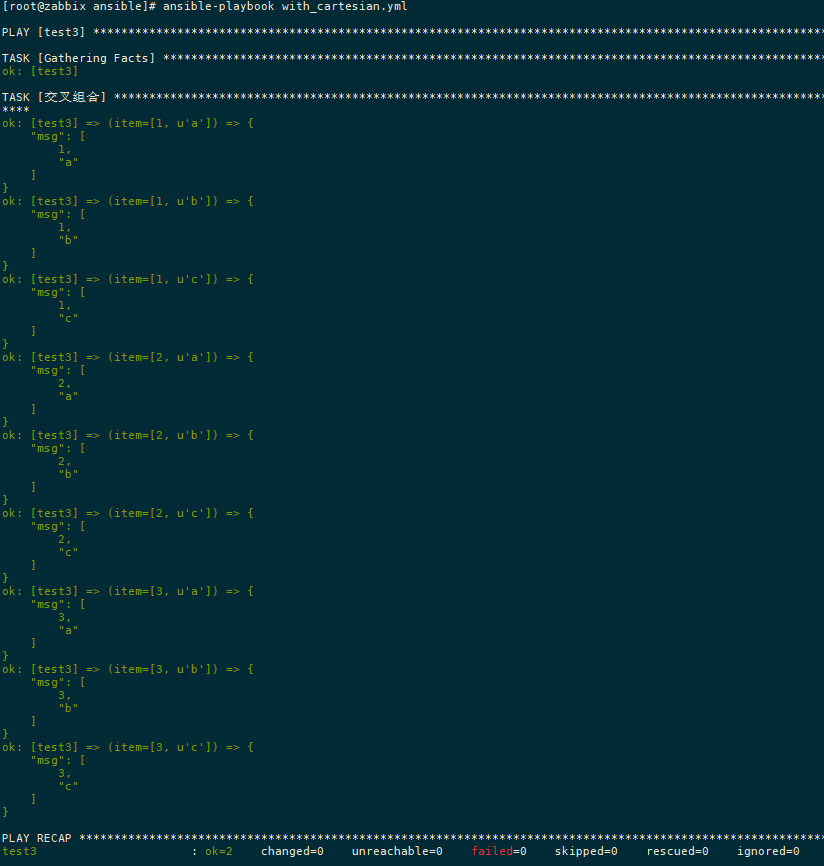 [root@zabbix ansible]# ansible-playbook with_cartesian.yml
PLAY [test3] *********************************************************************************************************
TASK [Gathering Facts] ***********************************************************************************************
ok: [test3]
TASK [交叉组合] ******************************************************************************************************
****
ok: [test3] => (item=[1, u'a']) => {
    "msg": [
        1,
        "a"
    ]
}
ok: [test3] => (item=[1, u'b']) => {
    "msg": [
        1,
        "b"
    ]
}
ok: [test3] => (item=[1, u'c']) => {
    "msg": [
        1,
        "c"
    ]
}
ok: [test3] => (item=[2, u'a']) => {
    "msg": [
        2,
        "a"
    ]
}
ok: [test3] => (item=[2, u'b']) => {
    "msg": [
        2,
        "b"
    ]
}
ok: [test3] => (item=[2, u'c']) => {
    "msg": [
        2,
        "c"
    ]
}
ok: [test3] => (item=[3, u'a']) => {
    "msg": [
        3,
        "a"
    ]
}
ok: [test3] => (item=[3, u'b']) => {
    "msg": [
        3,
        "b"
    ]
}
ok: [test3] => (item=[3, u'c']) => {
    "msg": [
        3,
        "c"
    ]
}
PLAY RECAP ***********************************************************************************************************
test3                      : ok=2    changed=0    unreachable=0    failed=0    skipped=0    rescued=0    ignored=0